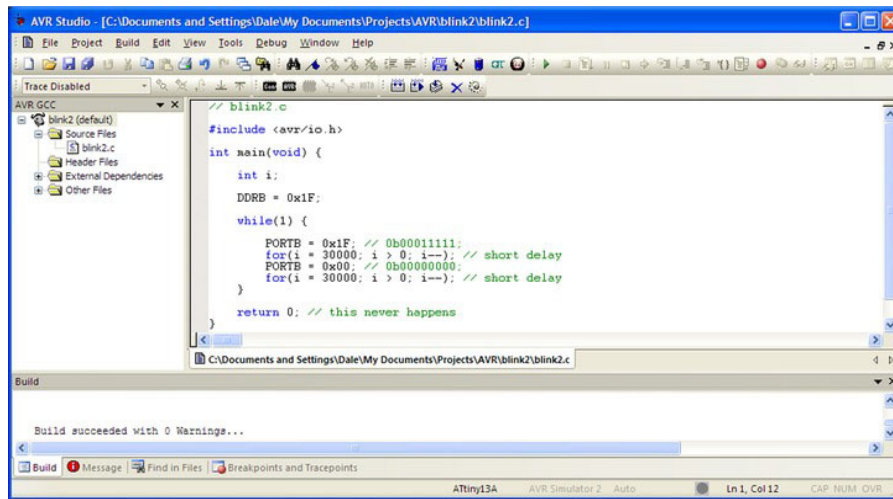 AVR Studio - [C:\Documents and Settings\Dale\My Documents\Projects\AVR\blink2\blink2.c]
File Project Build Edit View Tools Debug Window Help
Trace Disabled
AVR GCC
blink2 (default)
Source Files
blink2.c
Header Files
External Dependencies
Other Files
// blink2.c
#include <avr/io.h>
int main(void) {
int i;
DDRB = 0x1F;
while(1) {
PORTB = 0x1F; // 0b00011111;
for(i = 30000; i > 0; i--); // short delay
PORTB = 0x00; // 0b00000000;
for(i = 30000; i > 0; i--); // short delay
}
return 0; // this never happens
}
C:\Documents and Settings\Dale\My Documents\Projects\AVR\blink2\blink2.c
Build
Build succeeded with 0 Warnings...
Build Message Find in Files Breakpoints and Tracepoints
ATtiny13A AVR Simulator 2 Auto Ln 1, Col 12 CAP NUM OVR